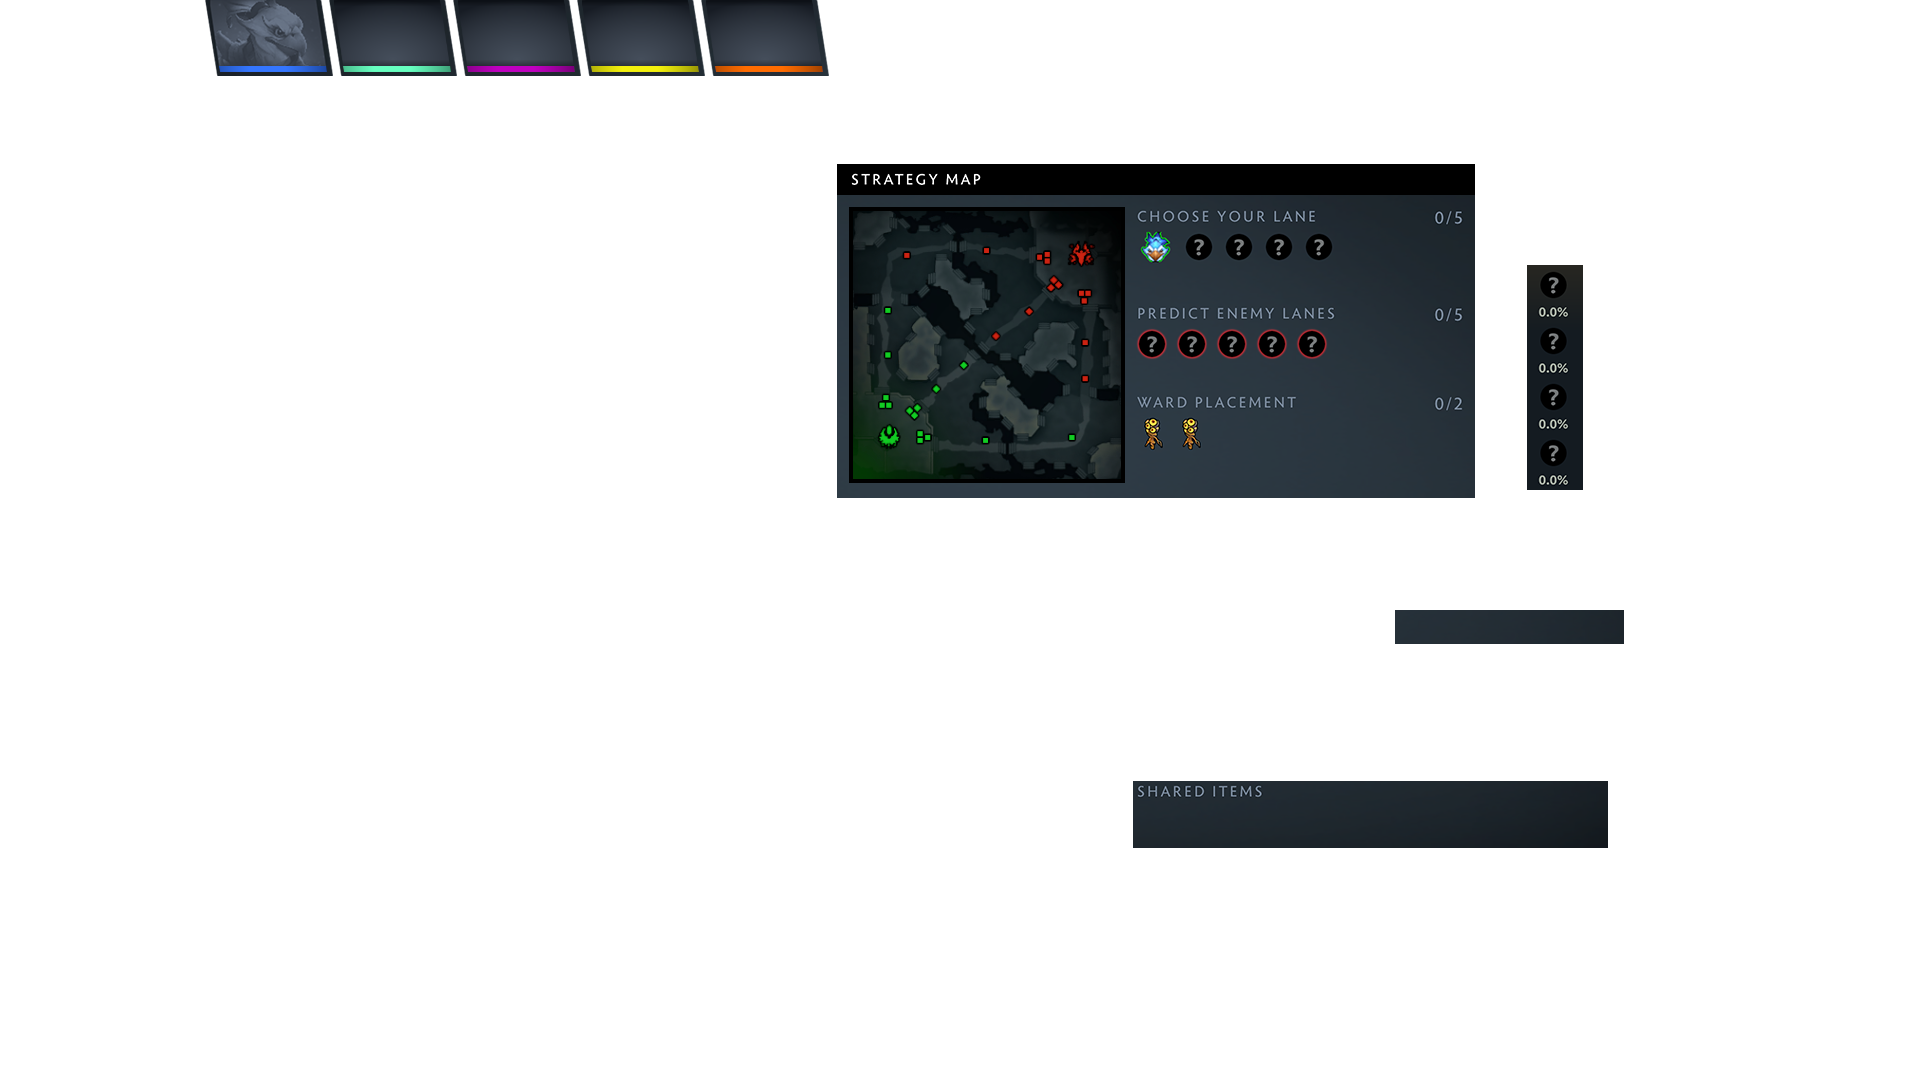 STRATEGY MAP
CHOOSE YOUR LANE 0/5
? ? ? ?
PREDICT ENEMY LANES 0/5
? ? ? ? ?
WARD PLACEMENT 0/2
?
0.0%
?
0.0%
?
0.0%
?
0.0%
SHARED ITEMS